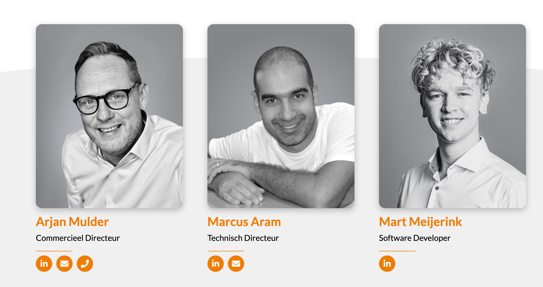 Arjan Mulder
Commercieel Directeur
Marcus Aram
Technisch Directeur
Mart Meijerink
Software Developer